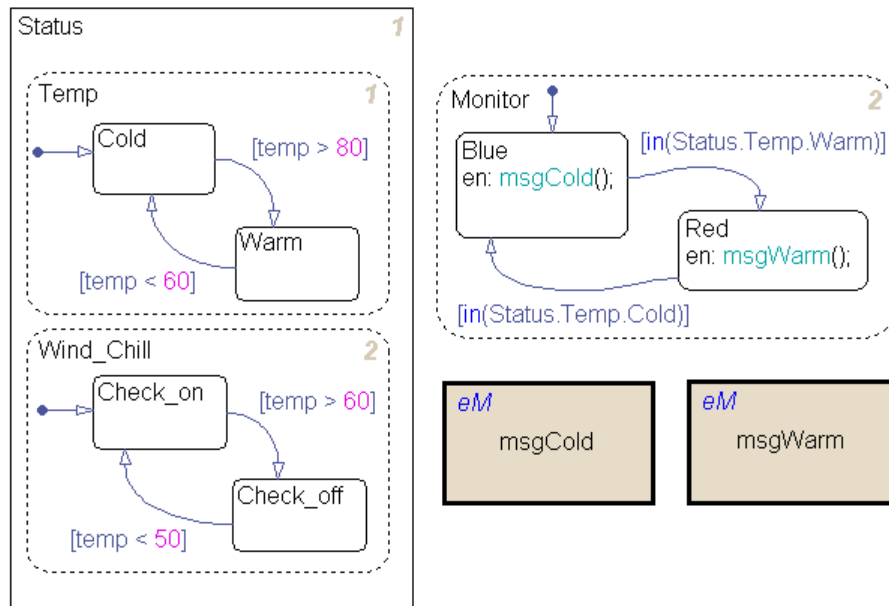 Status 1
Temp 1
Cold
[temp > 80]
Warm
[temp < 60]
Wind_Chill 2
Check_on
[temp > 60]
Check_off
[temp < 50]
Monitor 2
Blue
en: msgCold();
[in(Status.Temp.Warm)]
Red
en: msgWarm();
[in(Status.Temp.Cold)]
eM
msgCold
eM
msgWarm